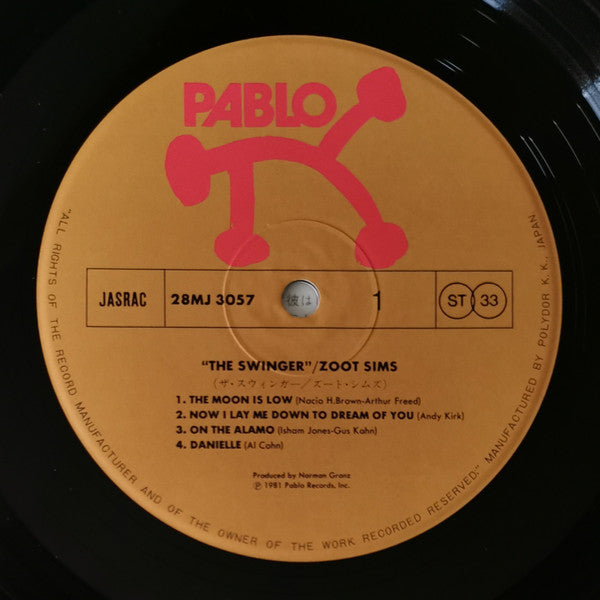 PABLO
JASRAC
28MJ 3057
彼は
1
ST 33
"THE SWINGER"/ZOOT SIMS
(ザ・スウィンガー/ズート・シムズ)
1. THE MOON IS LOW (Nacio H.Brown-Arthur Freed)
2. NOW I LAY ME DOWN TO DREAM OF YOU (Andy Kirk)
3. ON THE ALAMO (Isham Jones-Gus Kahn)
4. DANIELLE (Al Cohn)
Produced by Norman Granz
℗ 1981 Pablo Records, Inc.
"ALL RIGHTS OF THE RECORD MANUFACTURER AND OF THE OWNER OF THE WORK RECORDED RESERVED." MANUFACTURED BY POLYDOR K. K., JAPAN